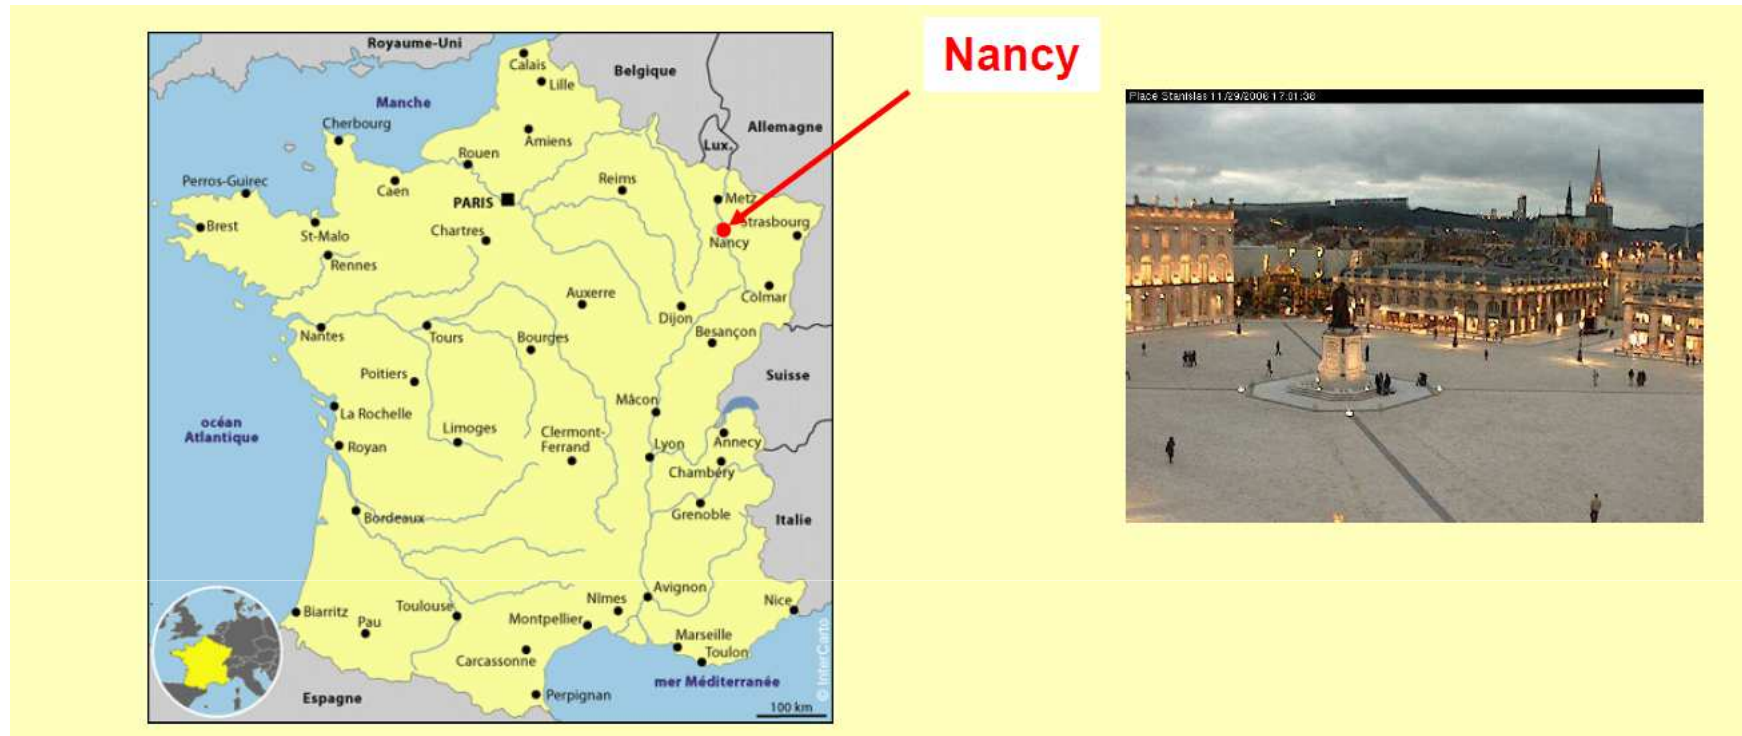 Nancy
Place Stanislas 11/29/2006 17:01:36
Royaume-Uni
Calais
Lille
Belgique
Manche
Cherbourg
Amiens
Allemagne
Lux.
Rouen
Perros-Guirec
Caen
Reims
PARIS
Metz
Brest
St-Malo
Chartres
Strasbourg
Nancy
Rennes
Auxerre
Colmar
Dijon
Nantes
Tours
Bourges
Besançon
Poitiers
Suisse
Mâcon
La Rochelle
océan
Atlantique
Limoges
Clermont-
Ferrand
Royan
Lyon
Annecy
Chambéry
Bordeaux
Grenoble
Italie
Avignon
Nîmes
Nice
Biarritz
Toulouse
Montpellier
Pau
Marseille
Toulon
Carcassonne
mer Méditerranée
Espagne
Perpignan
100 km
© InterCarto